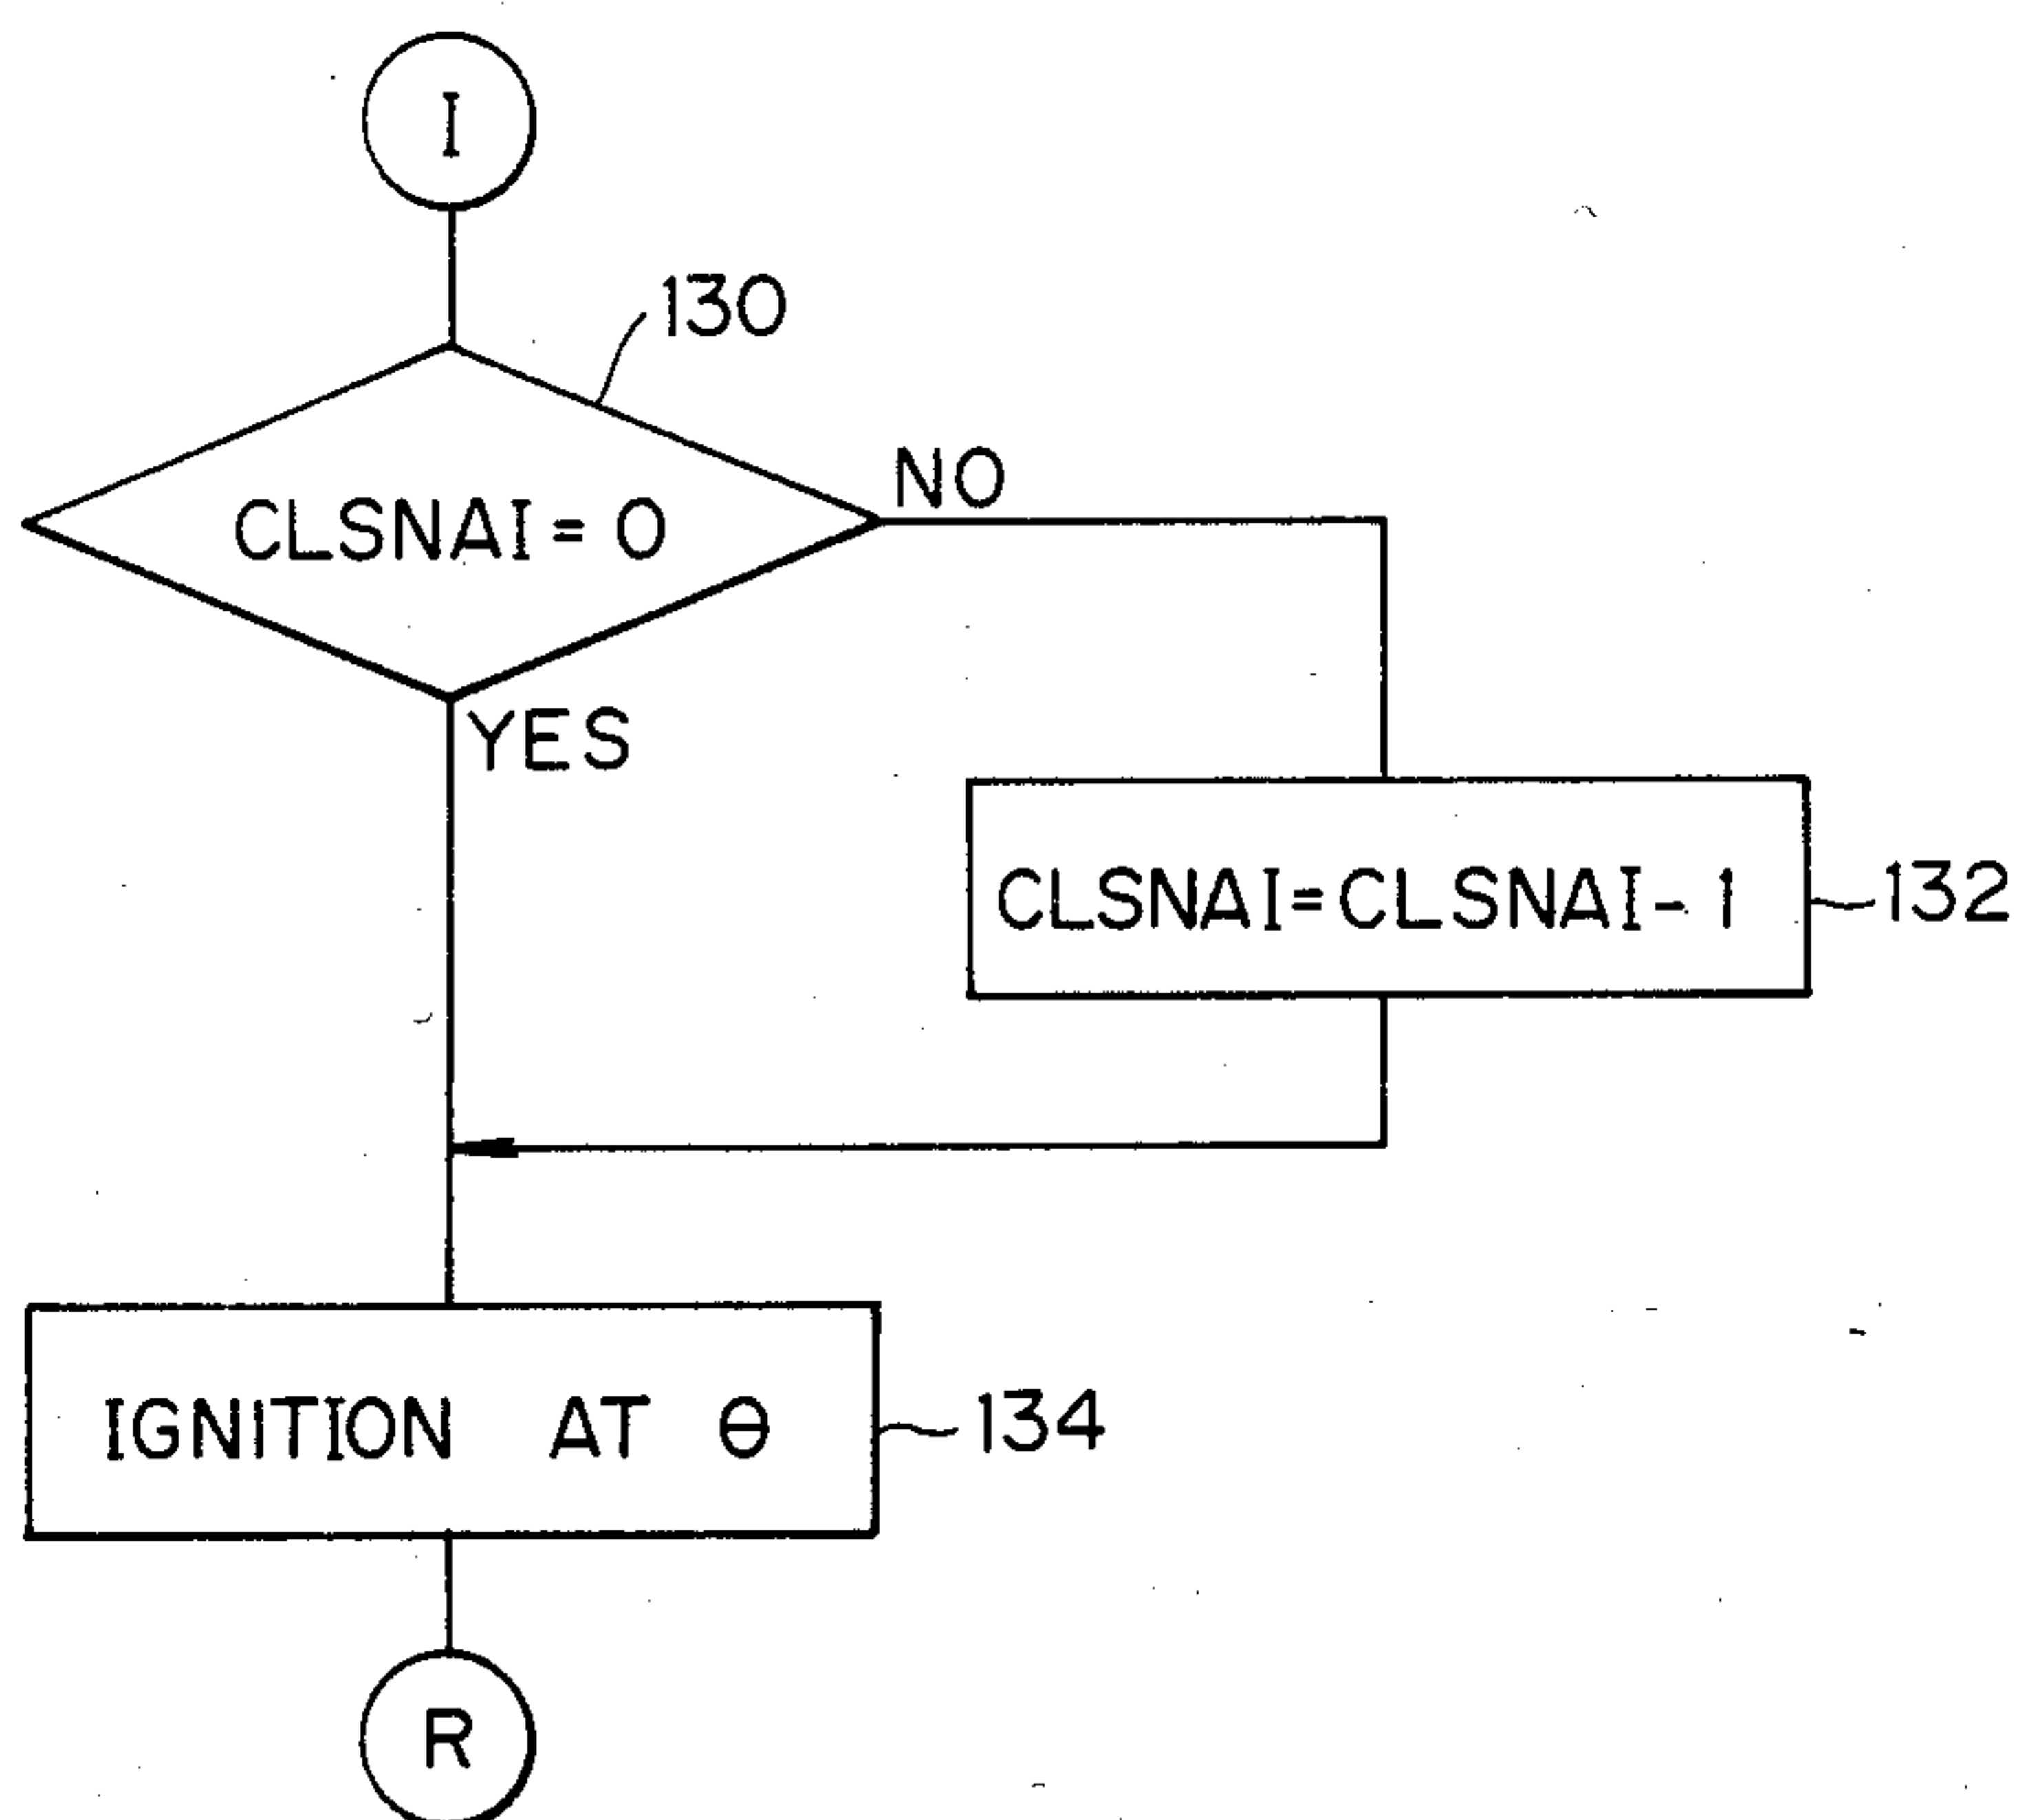 I
130
CLSNAI = 0
NO
YES
CLSNAI=CLSNAI- 1
132
IGNITION AT θ
134
R